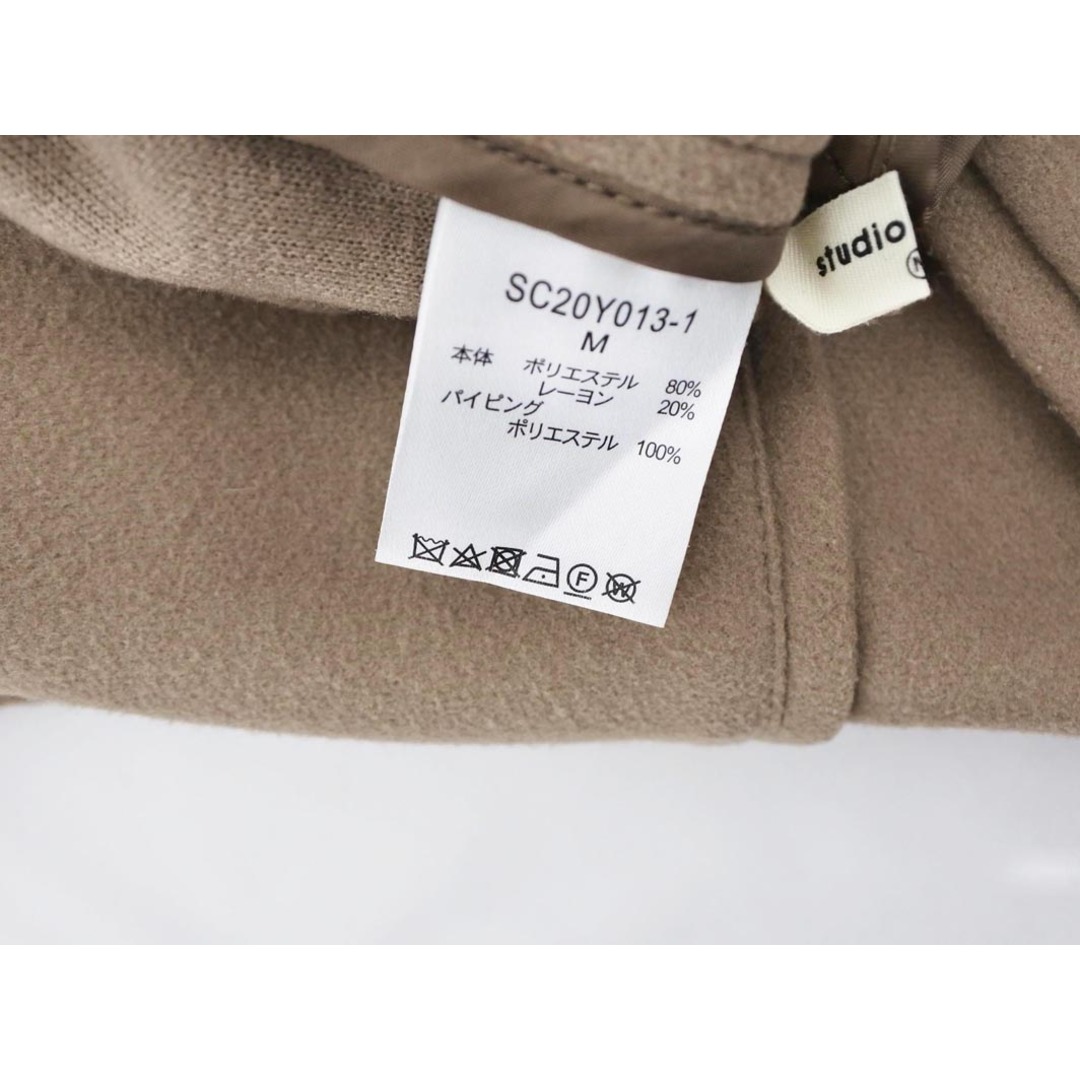 SC20Y013-1
M
本体 ポリエステル 80%
レーヨン 20%
パイピング
ポリエステル 100%
F
W
studio
N